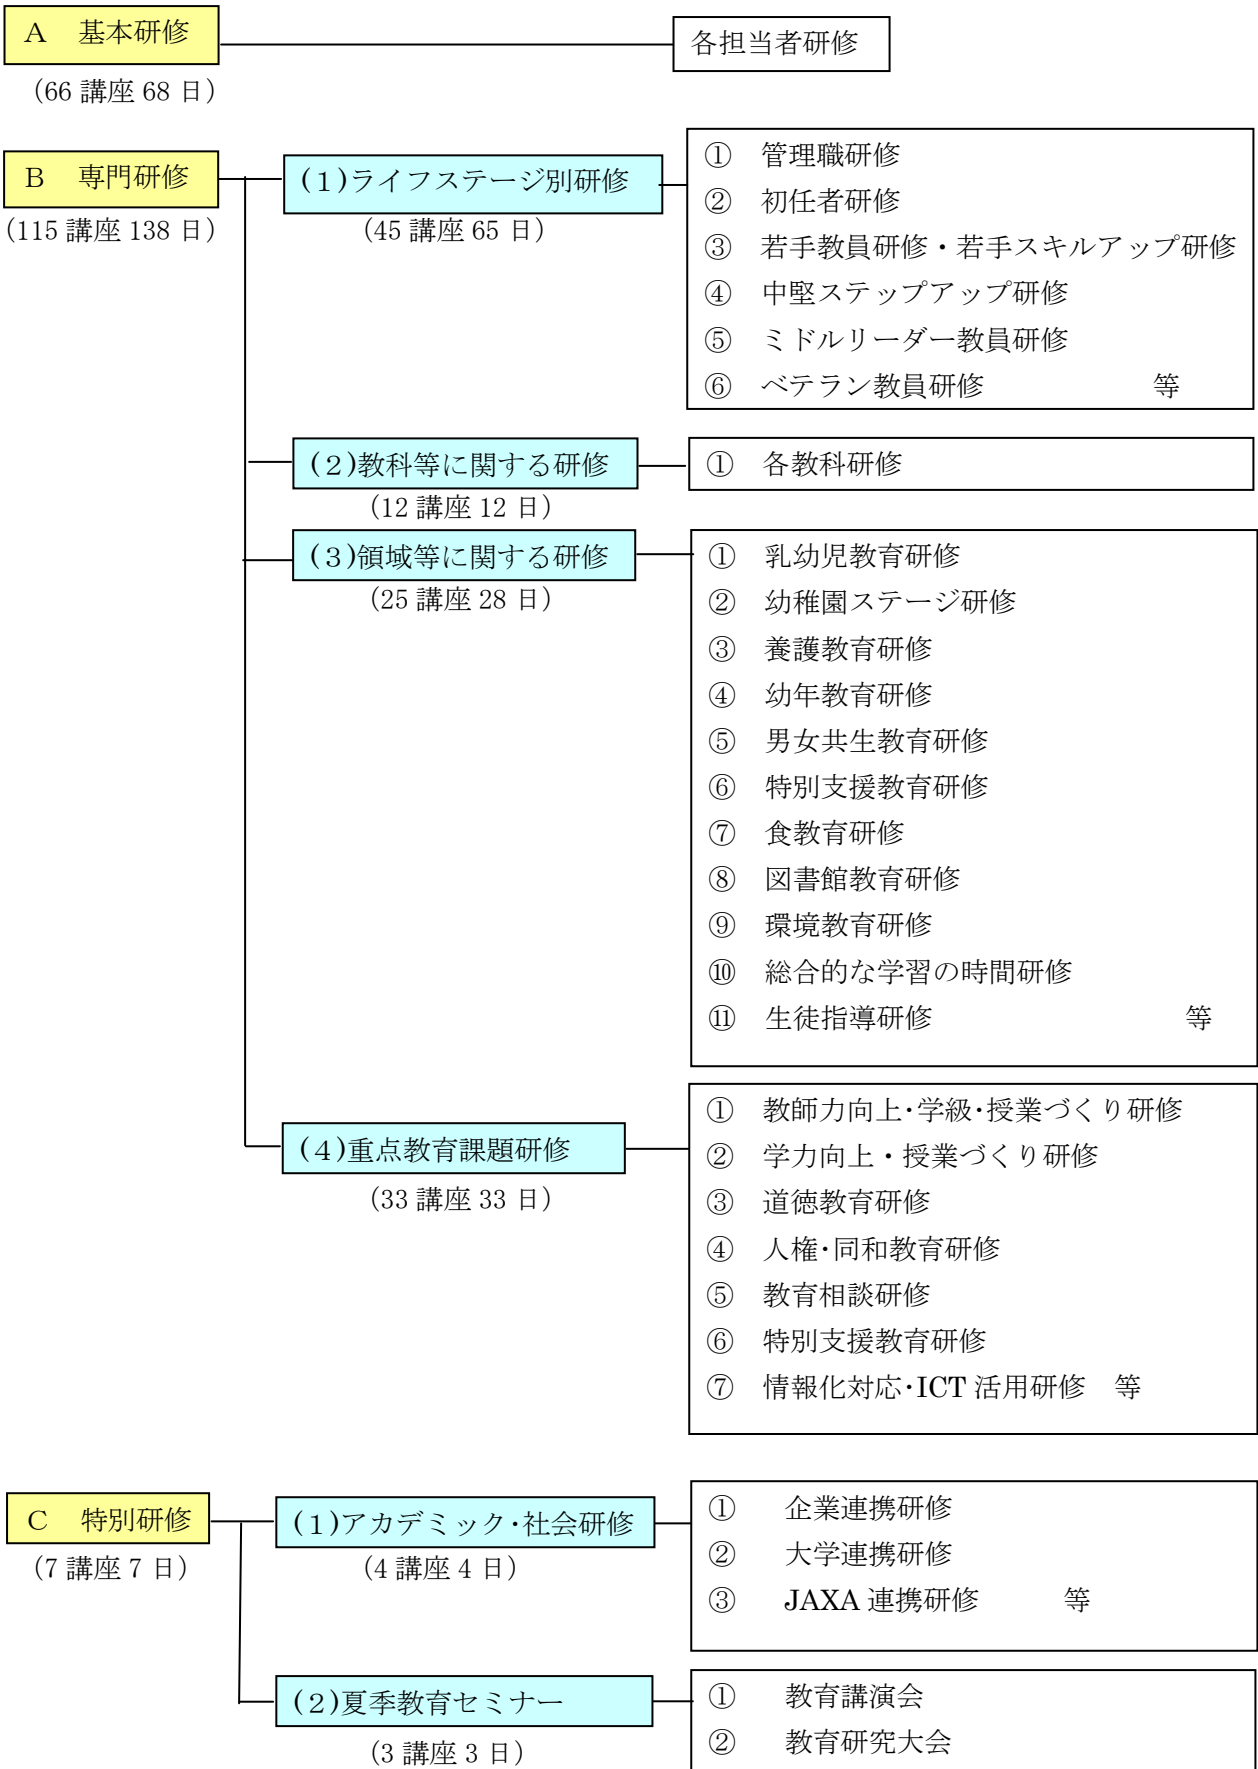 A　基本研修
各担当者研修
（66 講座 68 日）
B　専門研修
(1)ライフステージ別研修
①　管理職研修
②　初任者研修
③　若手教員研修・若手スキルアップ研修
④　中堅ステップアップ研修
⑤　ミドルリーダー教員研修
⑥　ベテラン教員研修　等
（115 講座 138 日）
（45 講座 65 日）
(2)教科等に関する研修
①　各教科研修
（12 講座 12 日）
(3)領域等に関する研修
①　乳幼児教育研修
②　幼稚園ステージ研修
③　養護教育研修
④　幼年教育研修
⑤　男女共生教育研修
⑥　特別支援教育研修
⑦　食教育研修
⑧　図書館教育研修
⑨　環境教育研修
⑩　総合的な学習の時間研修
⑪　生徒指導研修　等
（25 講座 28 日）
(4)重点教育課題研修
①　教師力向上・学級・授業づくり研修
②　学力向上・授業づくり研修
③　道徳教育研修
④　人権・同和教育研修
⑤　教育相談研修
⑥　特別支援教育研修
⑦　情報化対応・ICT 活用研修　等
（33 講座 33 日）
C　特別研修
(1)アカデミック・社会研修
①　企業連携研修
②　大学連携研修
③　JAXA 連携研修　等
（7 講座 7 日）
（4 講座 4 日）
(2)夏季教育セミナー
①　教育講演会
②　教育研究大会
（3 講座 3 日）